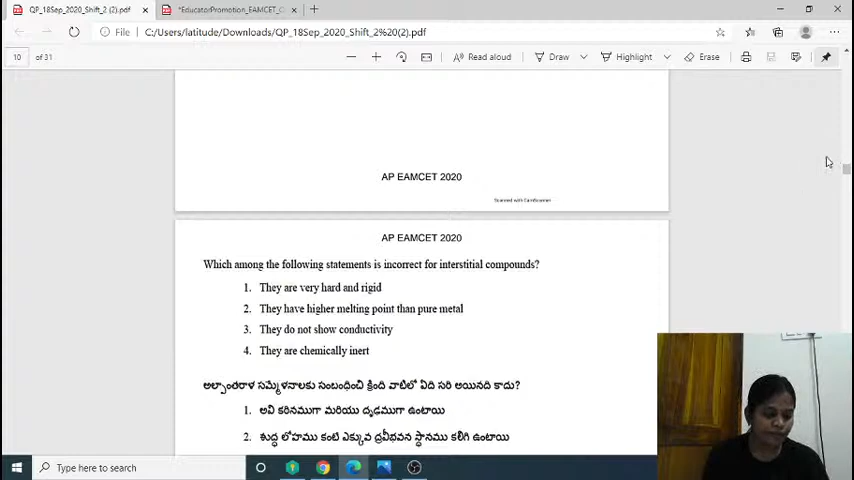 QP_18Sep_2020_Shift_2 (2).pdf
*EducatorPromotion_EAMCET_C
File C:/Users/latitude/Downloads/QP_18Sep_2020_Shift_2%20(2).pdf
10 of 31
Read aloud
Draw
Highlight
Erase
AP EAMCET 2020
Scanned with CamScanner
AP EAMCET 2020
Which among the following statements is incorrect for interstitial compounds?
1. They are very hard and rigid
2. They have higher melting point than pure metal
3. They do not show conductivity
4. They are chemically inert
అల్పాంతరాళ సమ్మేళనాలకు సంబంధించి క్రింది వాటిలో ఏది సరి అయినది కాదు?
1. అవి కఠినముగా మరియు దృఢముగా ఉంటాయి
2. శుద్ధ లోహము కంటె ఎక్కువ ద్రవీభవన స్థానము కలిగి ఉంటాయి
Type here to search